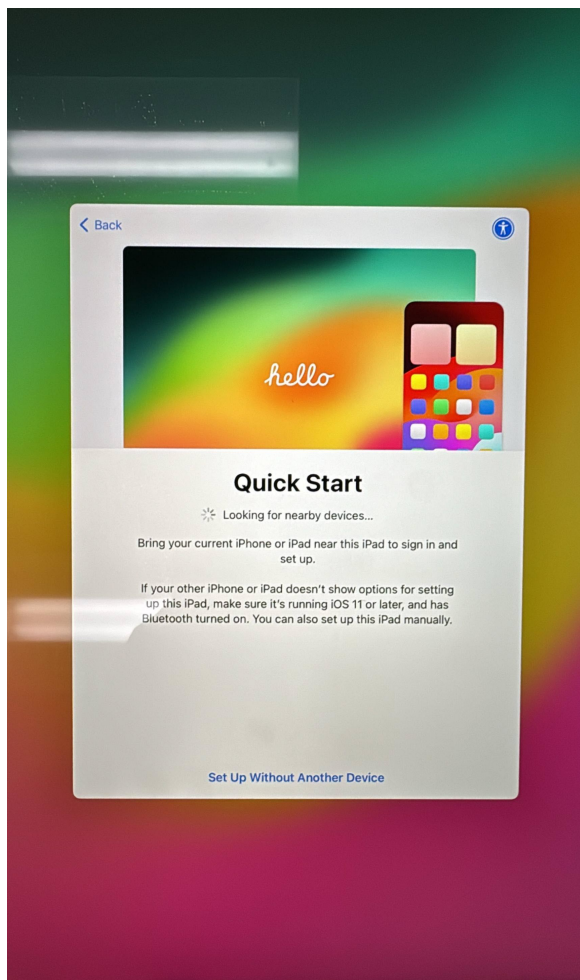 Back
hello
Quick Start
Looking for nearby devices...
Bring your current iPhone or iPad near this iPad to sign in and
set up.
If your other iPhone or iPad doesn't show options for setting
up this iPad, make sure it's running iOS 11 or later, and has
Bluetooth turned on. You can also set up this iPad manually.
Set Up Without Another Device